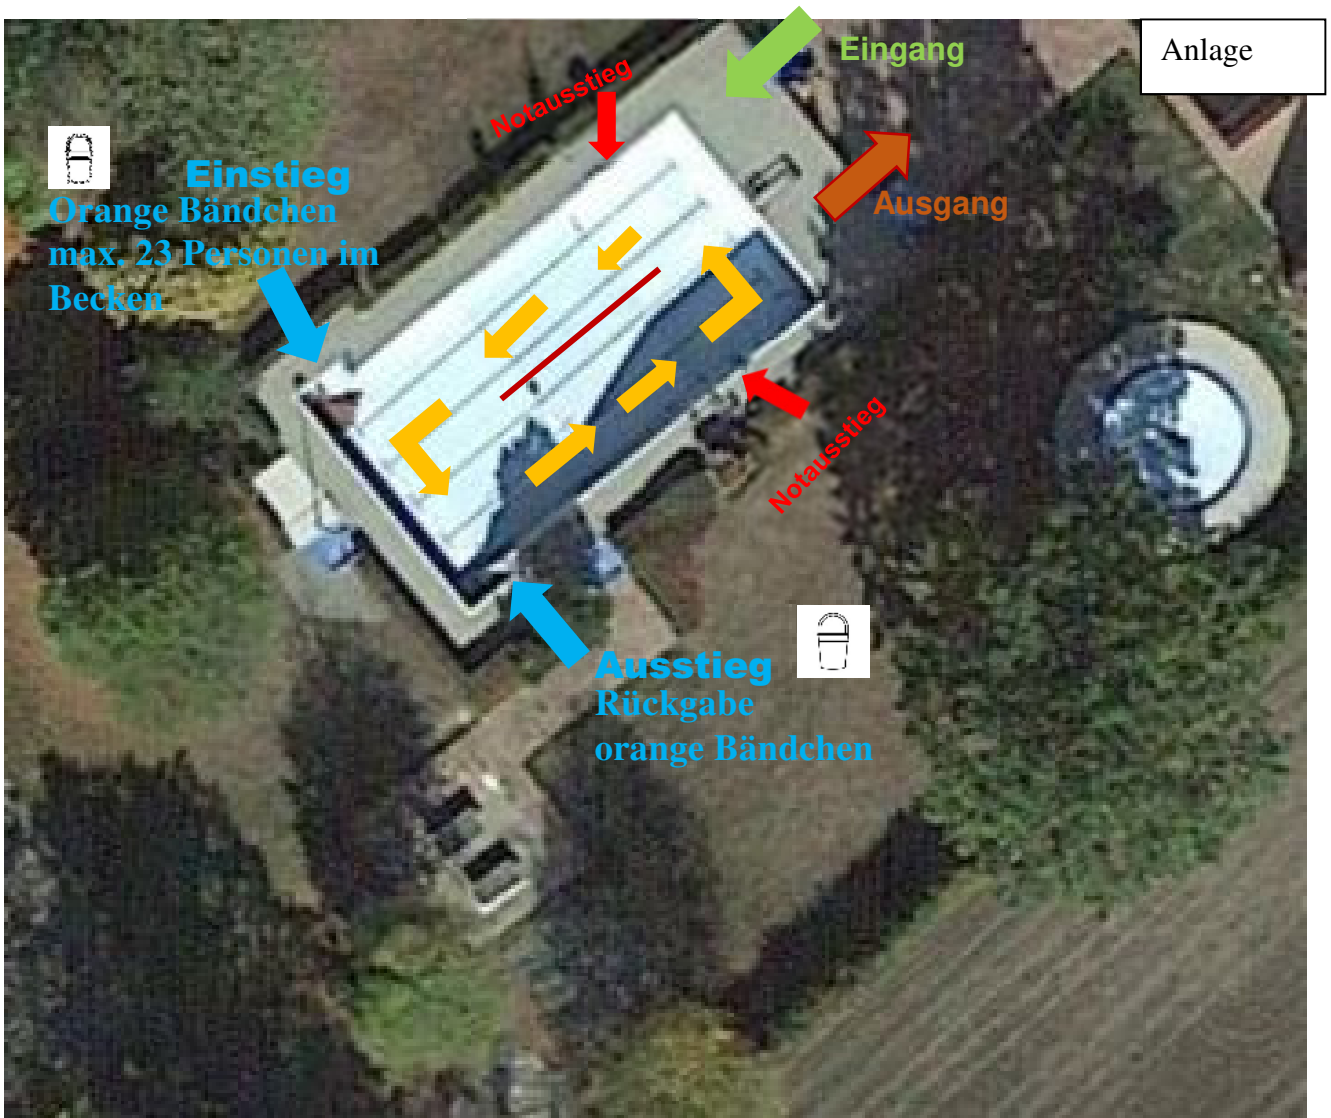 Anlage
Eingang
Notausstieg
Ausgang
Einstieg
Orange Bändchen
max. 23 Personen im
Becken
Notausstieg
Ausstieg
Rückgabe
orange Bändchen